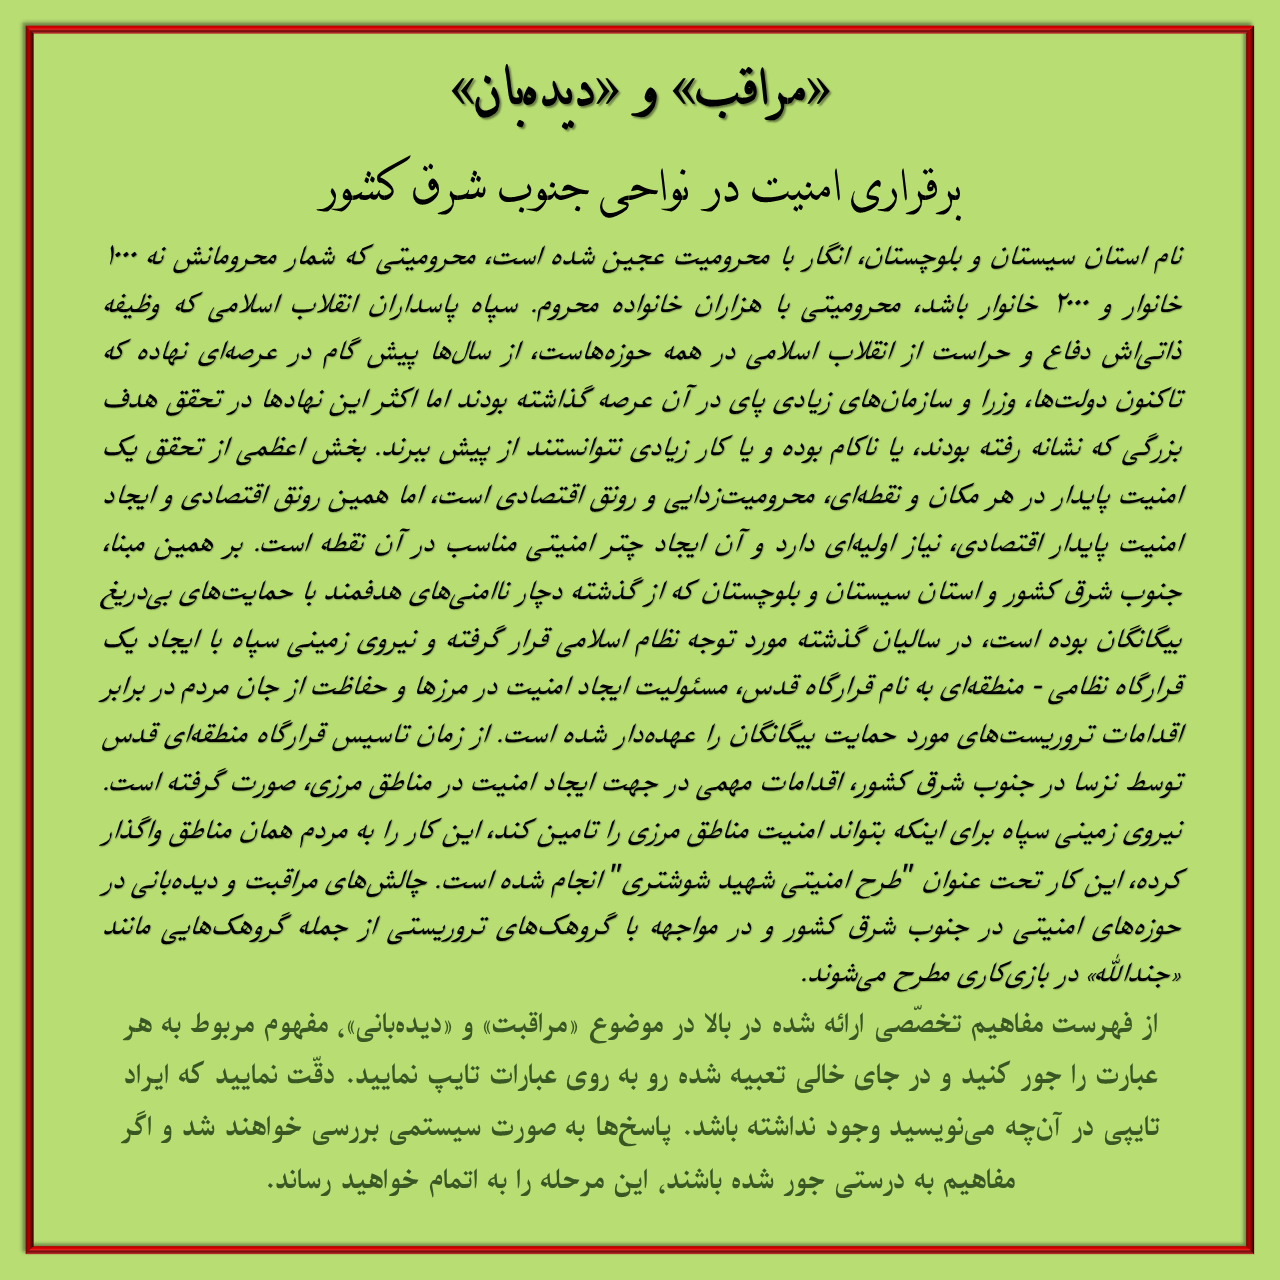 «مراقب» و «دیده‌بان»
برقراری امنیت در نواحی جنوب شرق کشور
نام استان سیستان و بلوچستان، انگار با محرومیت عجین شده است، محرومیتی که شمار محرومانش نه ۱۰۰۰
خانوار و ۲۰۰۰ خانوار باشد، محرومیتی با هزاران خانواده محروم. سپاه پاسداران انقلاب اسلامی که وظیفه
ذاتی‌اش دفاع و حراست از انقلاب اسلامی در همه حوزه‌هاست، از سال‌ها پیش گام در عرصه‌ای نهاده که
تاکنون دولت‌ها، وزرا و سازمان‌های زیادی پای در آن عرصه گذاشته بودند اما اکثر این نهادها در تحقق هدف
بزرگی که نشانه رفته بودند، یا ناکام بوده و یا کار زیادی نتوانستند از پیش ببرند. بخش اعظمی از تحقق یک
امنیت پایدار در هر مکان و نقطه‌ای، محرومیت‌زدایی و رونق اقتصادی است، اما همین رونق اقتصادی و ایجاد
امنیت پایدار اقتصادی، نیاز اولیه‌ای دارد و آن ایجاد چتر امنیتی مناسب در آن نقطه است. بر همین مبنا،
جنوب شرق کشور و استان سیستان و بلوچستان که از گذشته دچار ناامنی‌های هدفمند با حمایت‌های بی‌دریغ
بیگانگان بوده است، در سالیان گذشته مورد توجه نظام اسلامی قرار گرفته و نیروی زمینی سپاه با ایجاد یک
قرارگاه نظامی - منطقه‌ای به نام قرارگاه قدس، مسئولیت ایجاد امنیت در مرزها و حفاظت از جان مردم در برابر
اقدامات تروریست‌های مورد حمایت بیگانگان را عهده‌دار شده است. از زمان تاسیس قرارگاه منطقه‌ای قدس
توسط نزسا در جنوب شرق کشور، اقدامات مهمی در جهت ایجاد امنیت در مناطق مرزی، صورت گرفته است.
نیروی زمینی سپاه برای اینکه بتواند امنیت مناطق مرزی را تامین کند، این کار را به مردم همان مناطق واگذار
کرده، این کار تحت عنوان "طرح امنیتی شهید شوشتری" انجام شده است. چالش‌های مراقبت و دیده‌بانی در
حوزه‌های امنیتی در جنوب شرق کشور و در مواجهه با گروهک‌های تروریستی از جمله گروهک‌هایی مانند
«جندالله» در بازی‌کاری مطرح می‌شوند.
از فهرست مفاهیم تخصّصی ارائه شده در بالا در موضوع «مراقبت» و «دیده‌بانی»، مفهوم مربوط به هر
عبارت را جور کنید و در جای خالی تعبیه شده رو به روی عبارات تایپ نمایید. دقّت نمایید که ایراد
تایپی در آن‌چه می‌نویسید وجود نداشته باشد. پاسخ‌ها به صورت سیستمی بررسی خواهند شد و اگر
مفاهیم به درستی جور شده باشند، این مرحله را به اتمام خواهید رساند.